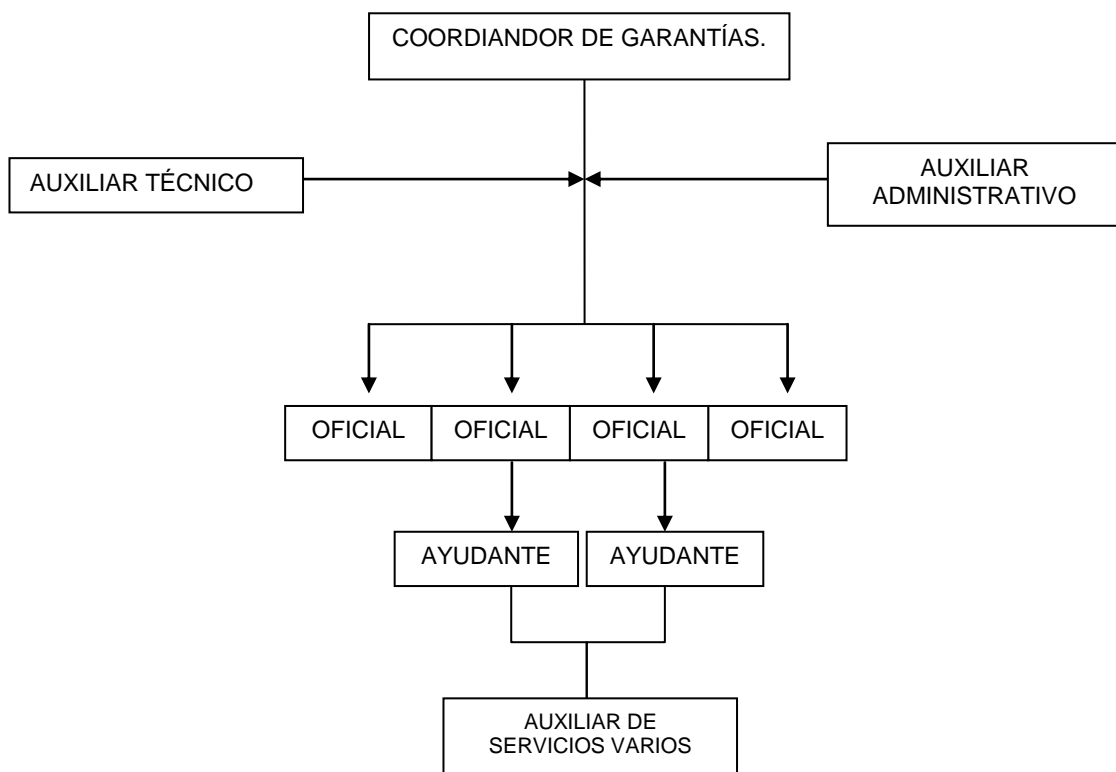 COORDIANDOR DE GARANTÍAS.
AUXILIAR TÉCNICO
AUXILIAR
ADMINISTRATIVO
OFICIAL
OFICIAL
OFICIAL
OFICIAL
AYUDANTE
AYUDANTE
AUXILIAR DE
SERVICIOS VARIOS